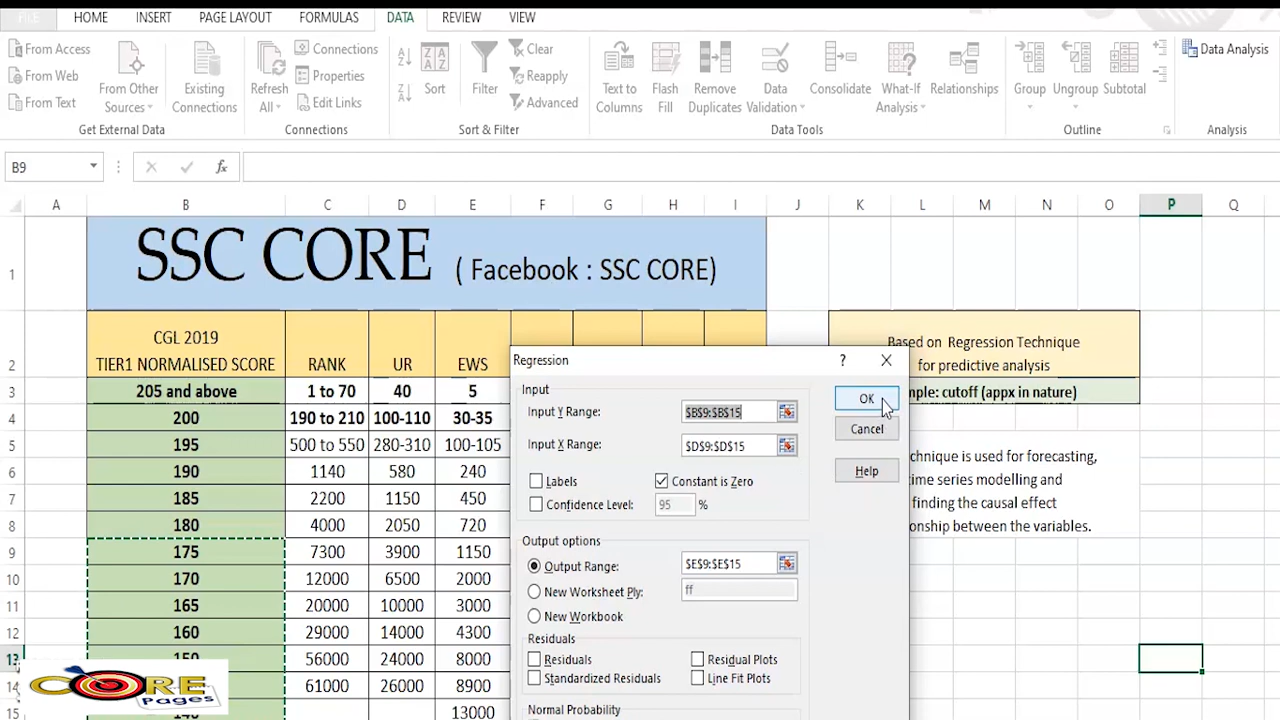 FILE HOME INSERT PAGE LAYOUT FORMULAS DATA REVIEW VIEW
From Access
From Web
From Text
From Other
Sources
Existing
Connections
Get External Data
Refresh
All
Connections
Properties
Edit Links
Connections
Sort
Filter
Clear
Reapply
Advanced
Sort & Filter
Text to
Columns
Flash
Fill
Remove
Duplicates
Data
Validation
Consolidate
What-If
Analysis
Relationships
Data Tools
Group
Ungroup
Subtotal
Outline
Data Analysis
Analysis
B9
fx
A B C D E F G H I J K L M N O P Q
1 SSC CORE ( Facebook : SSC CORE)
CGL 2019
2 TIER1 NORMALISED SCORE RANK UR EWS
3 205 and above 1 to 70 40 5
4 200 190 to 210 100-110 30-35
5 195 500 to 550 280-310 100-105
6 190 1140 580 240
7 185 2200 1150 450
8 180 4000 2050 720
9 175 7300 3900 1150
10 170 12000 6500 2000
11 165 20000 10000 3000
12 160 29000 14000 4300
13 150 56000 24000 8000
14 61000 26000 8900
15 140 13000
Based on Regression Technique
for predictive analysis
mple: cutoff (appx in nature)
echnique is used for forecasting,
ime series modelling and
finding the causal effect
onship between the variables.
Regression ?
Input
Input Y Range: $B$9:$B$15
Input X Range: $D$9:$D$15
Labels Constant is Zero
Confidence Level: 95 %
OK
Cancel
Help
Output options
Output Range: $E$9:$E$15
New Worksheet Ply: ff
New Workbook
Residuals
Residuals Residual Plots
Standardized Residuals Line Fit Plots
Normal Probability
CORE
Pages